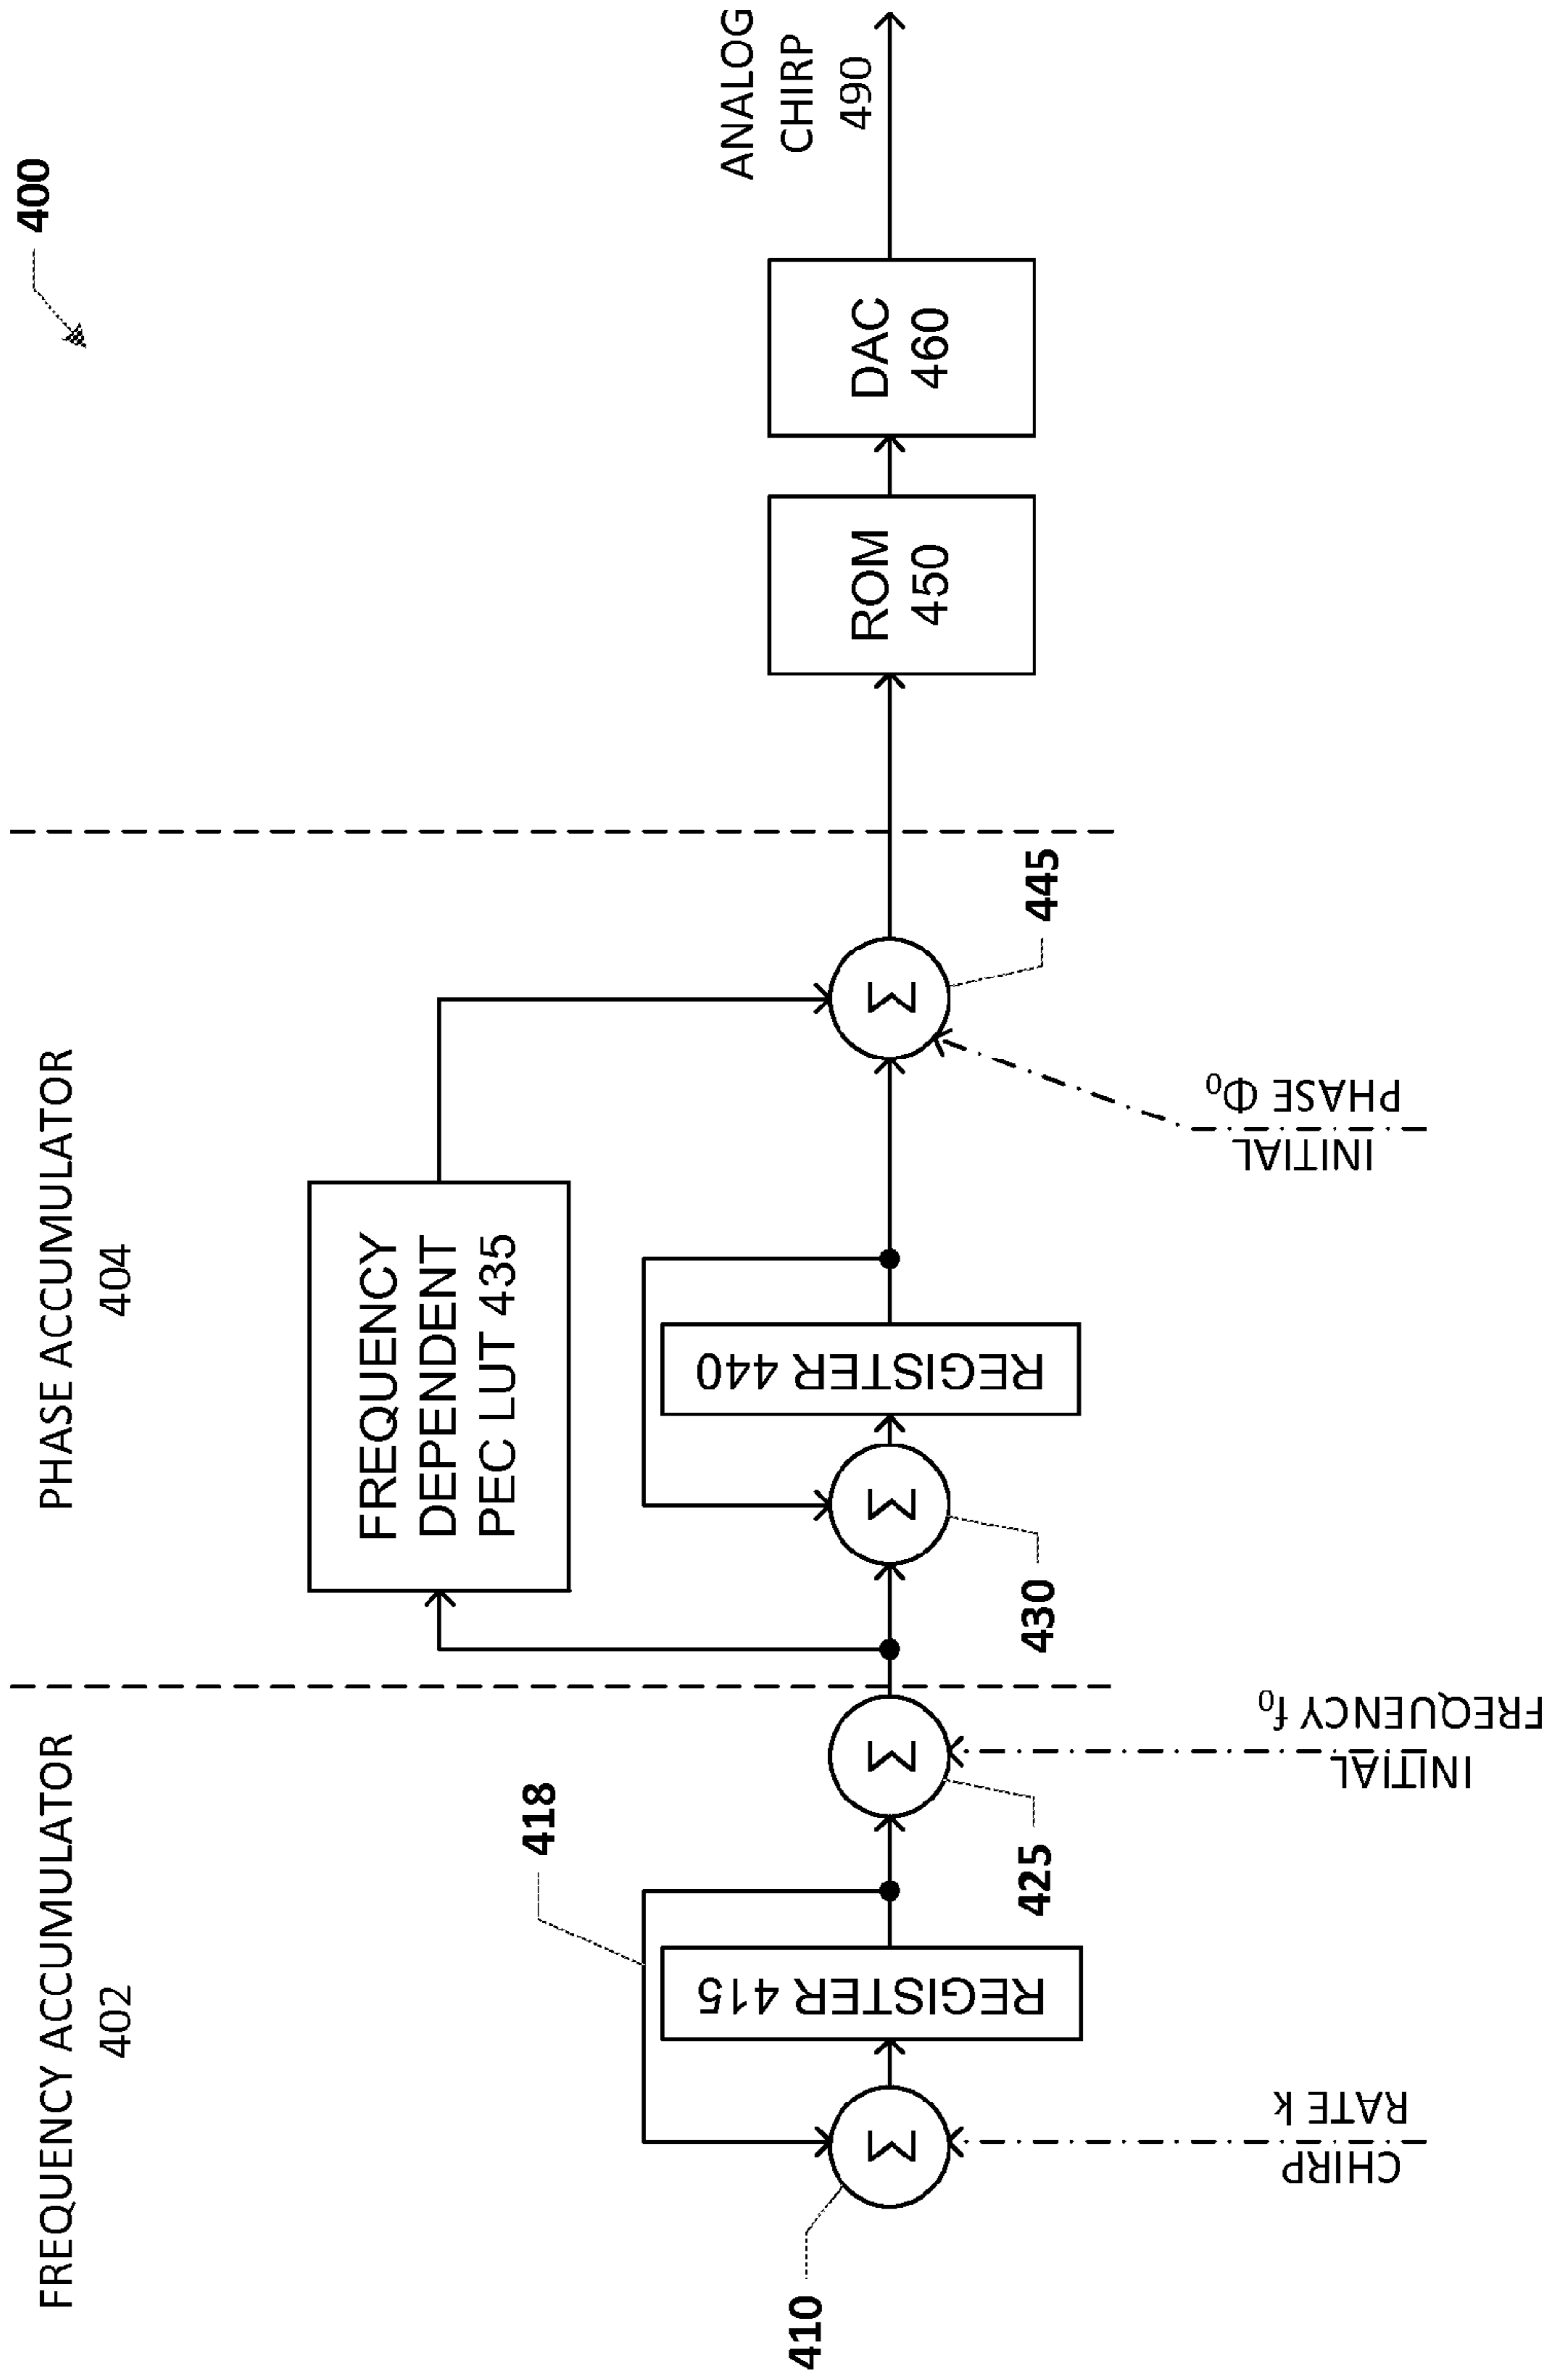 400
FREQUENCY ACCUMULATOR
402
PHASE ACCUMULATOR
404
410
Σ
CHIRP
RATE k
REGISTER 415
418
Σ
425
INITIAL
FREQUENCY f₀
FREQUENCY
DEPENDENT
PEC LUT 435
Σ
430
REGISTER 440
Σ
445
INITIAL
PHASE Φ₀
ROM
450
DAC
460
ANALOG
CHIRP
490